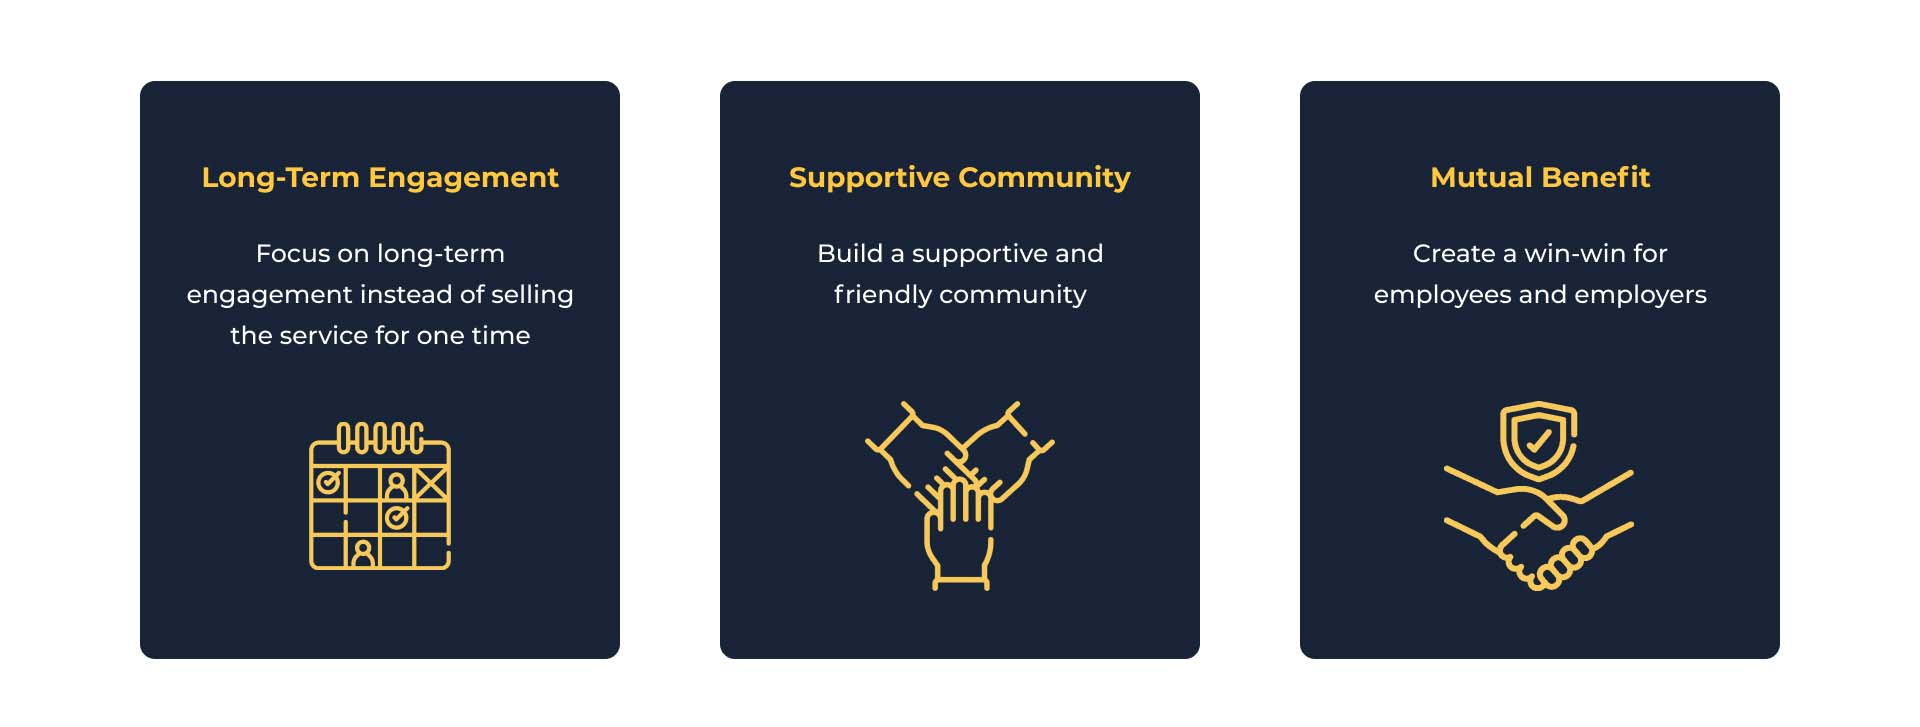 Long-Term Engagement
Focus on long-term
engagement instead of selling
the service for one time
Supportive Community
Build a supportive and
friendly community
Mutual Benefit
Create a win-win for
employees and employers